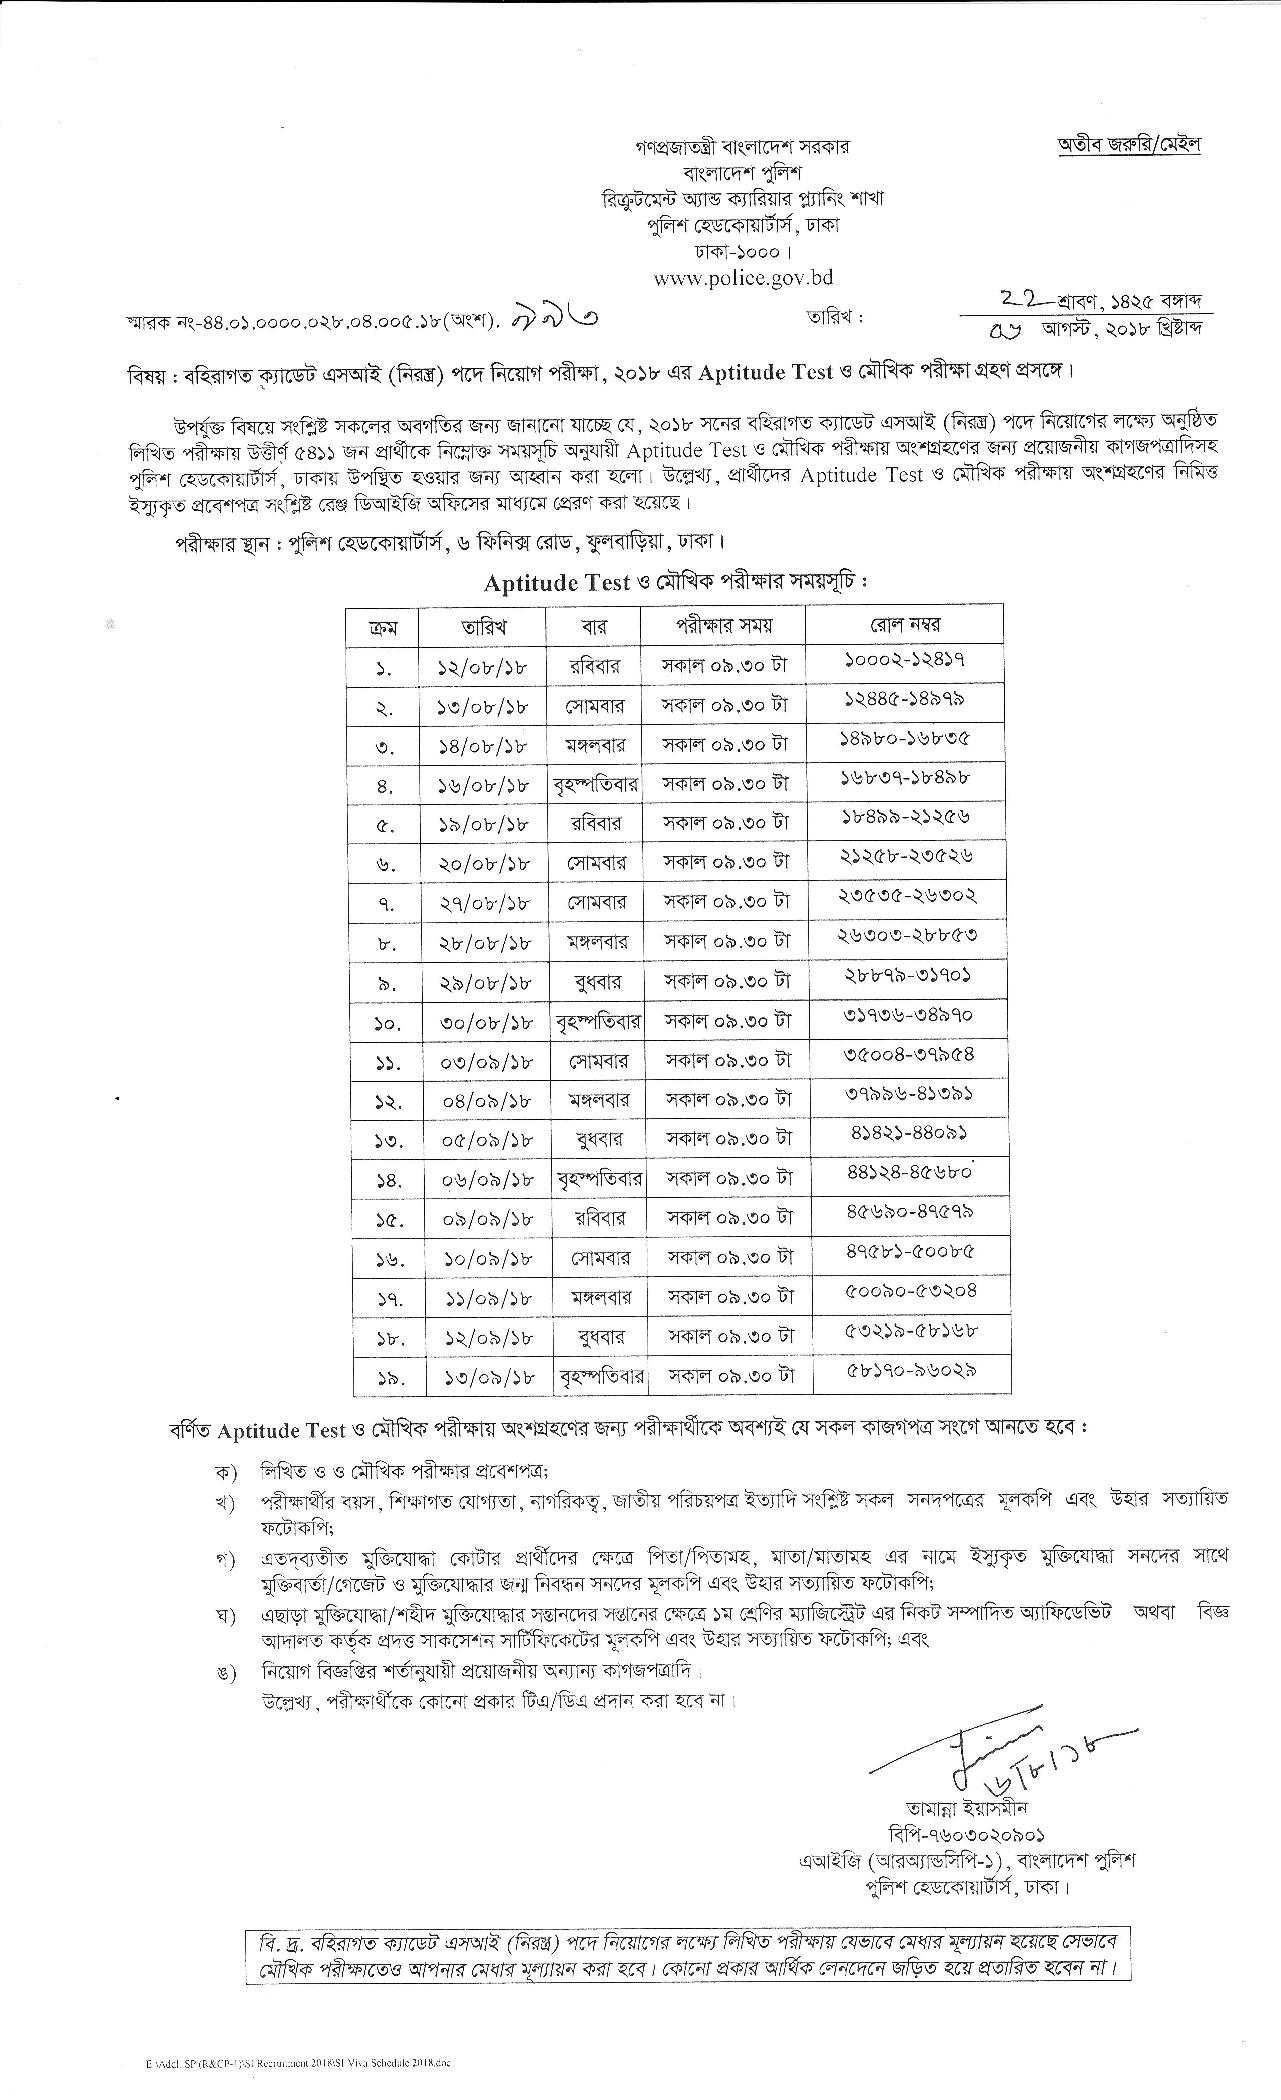 অতীব জরুরি/মেইল
গণপ্রজাতন্ত্রী বাংলাদেশ সরকার
বাংলাদেশ পুলিশ
রিক্রুটমেন্ট অ্যান্ড ক্যারিয়ার প্ল্যানিং শাখা
পুলিশ হেডকোয়ার্টার্স, ঢাকা
ঢাকা-১০০০।
www.police.gov.bd
স্মারক নং-৪৪.০১.০০০০.০২৮.০৪.০০৫.১৮(অংশ).
তারিখ :
২২ শ্রাবণ, ১৪২৫ বঙ্গাব্দ
০৬ আগস্ট, ২০১৮ খ্রিষ্টাব্দ
বিষয় : বহিরাগত ক্যাডেট এসআই (নিরস্ত্র) পদে নিয়োগ পরীক্ষা, ২০১৮ এর Aptitude Test ও মৌখিক পরীক্ষা গ্রহণ প্রসঙ্গে।
উপর্যুক্ত বিষয়ে সংশ্লিষ্ট সকলের অবগতির জন্য জানানো যাচ্ছে যে, ২০১৮ সনের বহিরাগত ক্যাডেট এসআই (নিরস্ত্র) পদে নিয়োগের লক্ষ্যে অনুষ্ঠিত
লিখিত পরীক্ষায় উত্তীর্ণ ৫৪১১ জন প্রার্থীকে নিম্নোক্ত সময়সূচি অনুযায়ী Aptitude Test ও মৌখিক পরীক্ষায় অংশগ্রহণের জন্য প্রয়োজনীয় কাগজপত্রাদিসহ
পুলিশ হেডকোয়ার্টার্স, ঢাকায় উপস্থিত হওয়ার জন্য আহ্বান করা হলো। উল্লেখ্য, প্রার্থীদের Aptitude Test ও মৌখিক পরীক্ষায় অংশগ্রহণের নিমিত্ত
ইস্যুকৃত প্রবেশপত্র সংশ্লিষ্ট রেঞ্জ ডিআইজি অফিসের মাধ্যমে প্রেরণ করা হয়েছে।
পরীক্ষার স্থান : পুলিশ হেডকোয়ার্টার্স, ৬ ফিনিক্স রোড, ফুলবাড়িয়া, ঢাকা।
Aptitude Test ও মৌখিক পরীক্ষার সময়সূচি :
ক্রম তারিখ বার পরীক্ষার সময় রোল নম্বর
১. ১২/০৮/১৮ রবিবার সকাল ০৯.৩০ টা ১০০০২-১২৪১৭
২. ১৩/০৮/১৮ সোমবার সকাল ০৯.৩০ টা ১২৪৪৫-১৪৯৭৯
৩. ১৪/০৮/১৮ মঙ্গলবার সকাল ০৯.৩০ টা ১৪৯৮০-১৬৮৩৫
৪. ১৬/০৮/১৮ বৃহস্পতিবার সকাল ০৯.৩০ টা ১৬৮৩৭-১৮৪৯৮
৫. ১৯/০৮/১৮ রবিবার সকাল ০৯.৩০ টা ১৮৪৯৯-২১২৫৬
৬. ২০/০৮/১৮ সোমবার সকাল ০৯.৩০ টা ২১২৫৮-২৩৫২৬
৭. ২৭/০৮/১৮ সোমবার সকাল ০৯.৩০ টা ২৩৫৩৫-২৬৩০২
৮. ২৮/০৮/১৮ মঙ্গলবার সকাল ০৯.৩০ টা ২৬৩০৩-২৮৮৫৩
৯. ২৯/০৮/১৮ বুধবার সকাল ০৯.৩০ টা ২৮৮৭৯-৩১৭০১
১০. ৩০/০৮/১৮ বৃহস্পতিবার সকাল ০৯.৩০ টা ৩১৭৩৬-৩৪৯৭০
১১. ০৩/০৯/১৮ সোমবার সকাল ০৯.৩০ টা ৩৫০০৪-৩৭৯৫৪
১২. ০৪/০৯/১৮ মঙ্গলবার সকাল ০৯.৩০ টা ৩৭৯৯৬-৪১৩৯১
১৩. ০৫/০৯/১৮ বুধবার সকাল ০৯.৩০ টা ৪১৪২১-৪৪০৯১
১৪. ০৬/০৯/১৮ বৃহস্পতিবার সকাল ০৯.৩০ টা ৪৪১২৪-৪৫৬৮০
১৫. ০৯/০৯/১৮ রবিবার সকাল ০৯.৩০ টা ৪৫৬৯০-৪৭৫৭৯
১৬. ১০/০৯/১৮ সোমবার সকাল ০৯.৩০ টা ৪৭৫৮১-৫০০৮৫
১৭. ১১/০৯/১৮ মঙ্গলবার সকাল ০৯.৩০ টা ৫০০৯০-৫৩২০৪
১৮. ১২/০৯/১৮ বুধবার সকাল ০৯.৩০ টা ৫৩২১৯-৫৮১৬৮
১৯. ১৩/০৯/১৮ বৃহস্পতিবার সকাল ০৯.৩০ টা ৫৮১৭০-৯৬০২৯
বর্ণিত Aptitude Test ও মৌখিক পরীক্ষায় অংশগ্রহণের জন্য পরীক্ষার্থীকে অবশ্যই যে সকল কাজগপত্র সংগে আনতে হবে :
ক) লিখিত ও ও মৌখিক পরীক্ষার প্রবেশপত্র;
খ) পরীক্ষার্থীর বয়স, শিক্ষাগত যোগ্যতা, নাগরিকত্ব, জাতীয় পরিচয়পত্র ইত্যাদি সংশ্লিষ্ট সকল সনদপত্রের মূলকপি এবং উহার সত্যায়িত
ফটোকপি;
গ) এতদ্ব্যতীত মুক্তিযোদ্ধা কোটার প্রার্থীদের ক্ষেত্রে পিতা/পিতামহ, মাতা/মাতামহ এর নামে ইস্যুকৃত মুক্তিযোদ্ধা সনদের সাথে
মুক্তিবার্তা/গেজেট ও মুক্তিযোদ্ধার জন্ম নিবন্ধন সনদের মূলকপি এবং উহার সত্যায়িত ফটোকপি;
ঘ) এছাড়া মুক্তিযোদ্ধা/শহীদ মুক্তিযোদ্ধার সন্তানদের সন্তানের ক্ষেত্রে ১ম শ্রেণির ম্যাজিস্ট্রেট এর নিকট সম্পাদিত অ্যাফিডেভিট অথবা বিজ্ঞ
আদালত কর্তৃক প্রদত্ত সাকসেশন সার্টিফিকেটের মূলকপি এবং উহার সত্যায়িত ফটোকপি; এবং
ঙ) নিয়োগ বিজ্ঞপ্তির শর্তানুযায়ী প্রয়োজনীয় অন্যান্য কাগজপত্রাদি।
উল্লেখ্য, পরীক্ষার্থীকে কোনো প্রকার টিএ/ডিএ প্রদান করা হবে না।
৬/৮/১৮
তামান্না ইয়াসমীন
বিপি-৭৬০৩০২০৯০১
এআইজি (আরঅ্যান্ডসিপি-১), বাংলাদেশ পুলিশ
পুলিশ হেডকোয়ার্টার্স, ঢাকা।
বি. দ্র. বহিরাগত ক্যাডেট এসআই (নিরস্ত্র) পদে নিয়োগের লক্ষ্যে লিখিত পরীক্ষায় যেভাবে মেধার মূল্যায়ন হয়েছে সেভাবে
মৌখিক পরীক্ষাতেও আপনার মেধার মূল্যায়ন করা হবে। কোনো প্রকার আর্থিক লেনদেনে জড়িত হয়ে প্রতারিত হবেন না।
E:\Addl. SP (R&CP-1)\SI Recruitment 2018\SI Viva Schedule 2018.doc